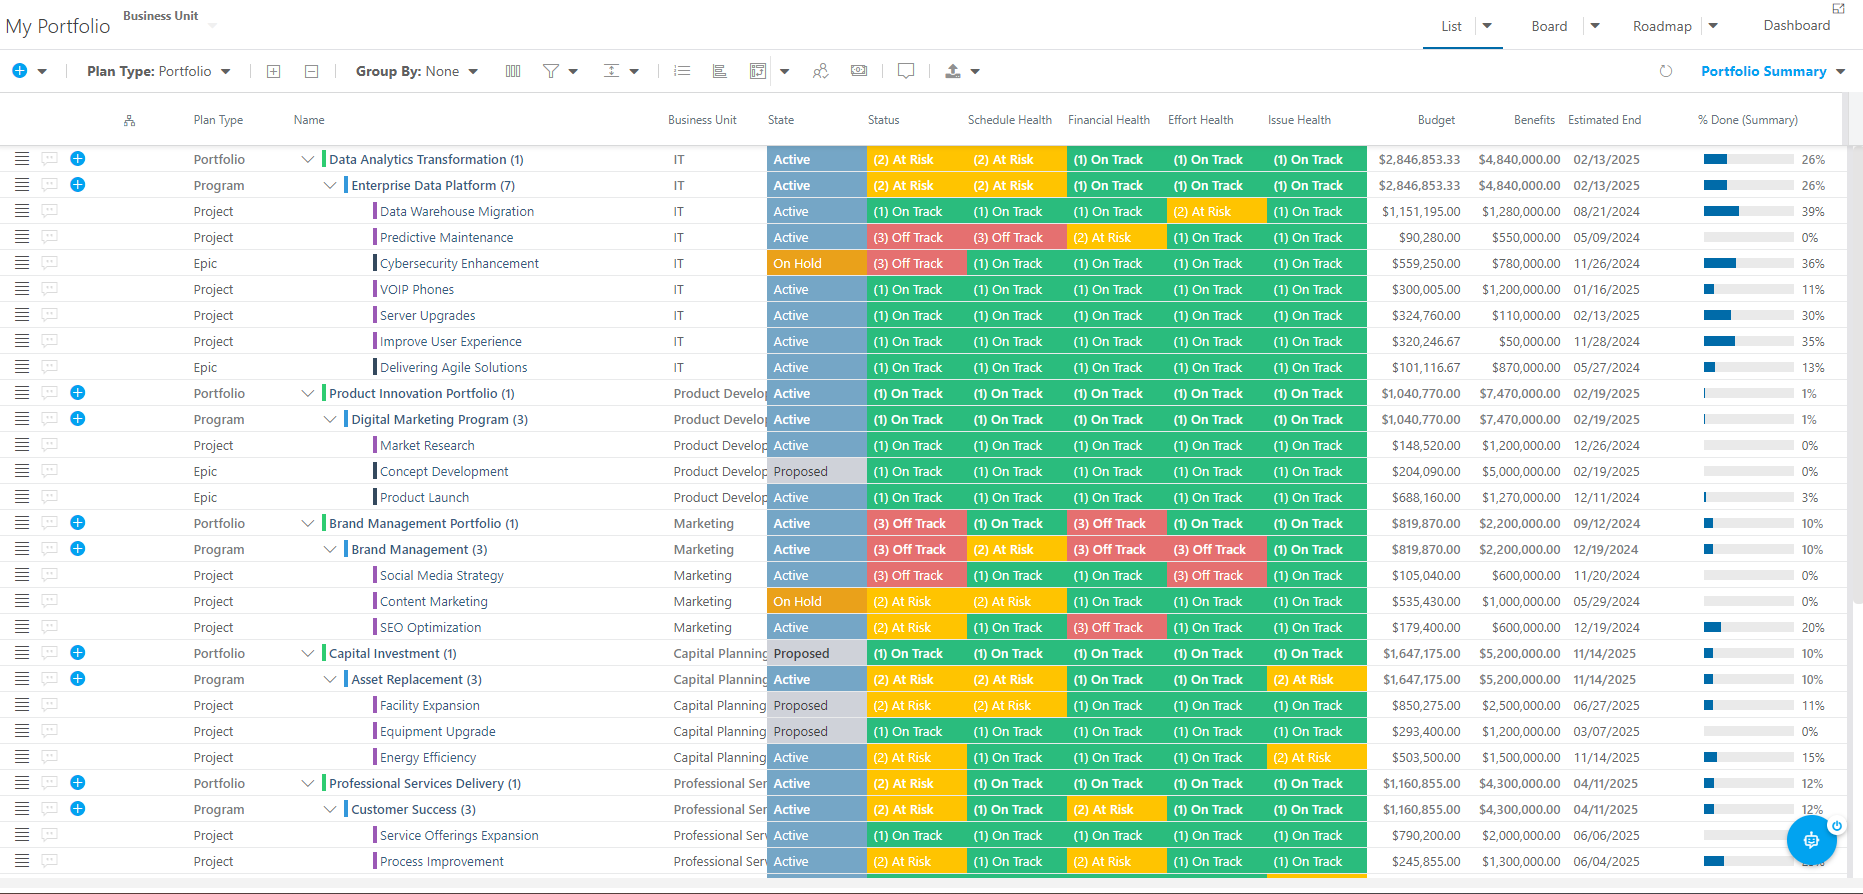 My Portfolio
Business Unit
List
Board
Roadmap
Dashboard
Plan Type: Portfolio
Group By: None
Portfolio Summary
Plan Type Name Business Unit State Status Schedule Health Financial Health Effort Health Issue Health Budget Benefits Estimated End % Done (Summary)
Portfolio Data Analytics Transformation (1) IT Active (2) At Risk (2) At Risk (1) On Track (1) On Track (1) On Track $2,846,853.33 $4,840,000.00 02/13/2025 26%
Program Enterprise Data Platform (7) IT Active (2) At Risk (2) At Risk (1) On Track (1) On Track (1) On Track $2,846,853.33 $4,840,000.00 02/13/2025 26%
Project Data Warehouse Migration IT Active (1) On Track (1) On Track (1) On Track (2) At Risk (1) On Track $1,151,195.00 $1,280,000.00 08/21/2024 39%
Project Predictive Maintenance IT Active (3) Off Track (3) Off Track (2) At Risk (1) On Track (1) On Track $90,280.00 $550,000.00 05/09/2024 0%
Epic Cybersecurity Enhancement IT On Hold (3) Off Track (1) On Track (1) On Track (1) On Track (1) On Track $559,250.00 $780,000.00 11/26/2024 36%
Project VOIP Phones IT Active (1) On Track (1) On Track (1) On Track (1) On Track (1) On Track $300,005.00 $1,200,000.00 01/16/2025 11%
Project Server Upgrades IT Active (1) On Track (1) On Track (1) On Track (1) On Track (1) On Track $324,760.00 $110,000.00 02/13/2025 30%
Project Improve User Experience IT Active (1) On Track (1) On Track (1) On Track (1) On Track (1) On Track $320,246.67 $50,000.00 11/28/2024 35%
Epic Delivering Agile Solutions IT Active (1) On Track (1) On Track (1) On Track (1) On Track (1) On Track $101,116.67 $870,000.00 05/27/2024 13%
Portfolio Product Innovation Portfolio (1) Product Develo Active (1) On Track (1) On Track (1) On Track (1) On Track (1) On Track $1,040,770.00 $7,470,000.00 02/19/2025 1%
Program Digital Marketing Program (3) Product Develo Active (1) On Track (1) On Track (1) On Track (1) On Track (1) On Track $1,040,770.00 $7,470,000.00 02/19/2025 1%
Project Market Research Product Develop Active (1) On Track (1) On Track (1) On Track (1) On Track (1) On Track $148,520.00 $1,200,000.00 12/26/2024 0%
Epic Concept Development Product Develop Proposed (1) On Track (1) On Track (1) On Track (1) On Track (1) On Track $204,090.00 $5,000,000.00 02/19/2025 0%
Epic Product Launch Product Develop Active (1) On Track (1) On Track (1) On Track (1) On Track (1) On Track $688,160.00 $1,270,000.00 12/11/2024 3%
Portfolio Brand Management Portfolio (1) Marketing Active (3) Off Track (1) On Track (3) Off Track (1) On Track (1) On Track $819,870.00 $2,200,000.00 09/12/2024 10%
Program Brand Management (3) Marketing Active (3) Off Track (2) At Risk (3) Off Track (3) Off Track (1) On Track $819,870.00 $2,200,000.00 12/19/2024 10%
Project Social Media Strategy Marketing Active (3) Off Track (1) On Track (1) On Track (3) Off Track (1) On Track $105,040.00 $600,000.00 11/20/2024 0%
Project Content Marketing Marketing On Hold (2) At Risk (2) At Risk (1) On Track (1) On Track (1) On Track $535,430.00 $1,000,000.00 05/29/2024 0%
Project SEO Optimization Marketing Active (2) At Risk (1) On Track (3) Off Track (1) On Track (1) On Track $179,400.00 $600,000.00 12/19/2024 20%
Portfolio Capital Investment (1) Capital Planning Proposed (1) On Track (1) On Track (1) On Track (1) On Track (1) On Track $1,647,175.00 $5,200,000.00 11/14/2025 10%
Program Asset Replacement (3) Capital Planning Active (2) At Risk (2) At Risk (1) On Track (1) On Track (2) At Risk $1,647,175.00 $5,200,000.00 11/14/2025 10%
Project Facility Expansion Capital Planning Proposed (2) At Risk (2) At Risk (1) On Track (1) On Track (1) On Track $850,275.00 $2,500,000.00 06/27/2025 11%
Project Equipment Upgrade Capital Planning Proposed (1) On Track (1) On Track (1) On Track (1) On Track (1) On Track $293,400.00 $1,200,000.00 03/07/2025 0%
Project Energy Efficiency Capital Planning Active (2) At Risk (1) On Track (1) On Track (1) On Track (2) At Risk $503,500.00 $1,500,000.00 11/14/2025 15%
Portfolio Professional Services Delivery (1) Professional Ser Active (2) At Risk (1) On Track (1) On Track (1) On Track (1) On Track $1,160,855.00 $4,300,000.00 04/11/2025 12%
Program Customer Success (3) Professional Ser Active (2) At Risk (1) On Track (2) At Risk (1) On Track (1) On Track $1,160,855.00 $4,300,000.00 04/11/2025 12%
Project Service Offerings Expansion Professional Serv Active (1) On Track (1) On Track (1) On Track (1) On Track (1) On Track $790,200.00 $2,000,000.00 06/06/2025
Project Process Improvement Professional Serv Active (2) At Risk (1) On Track (2) At Risk (1) On Track (1) On Track $245,855.00 $1,300,000.00 06/04/2025